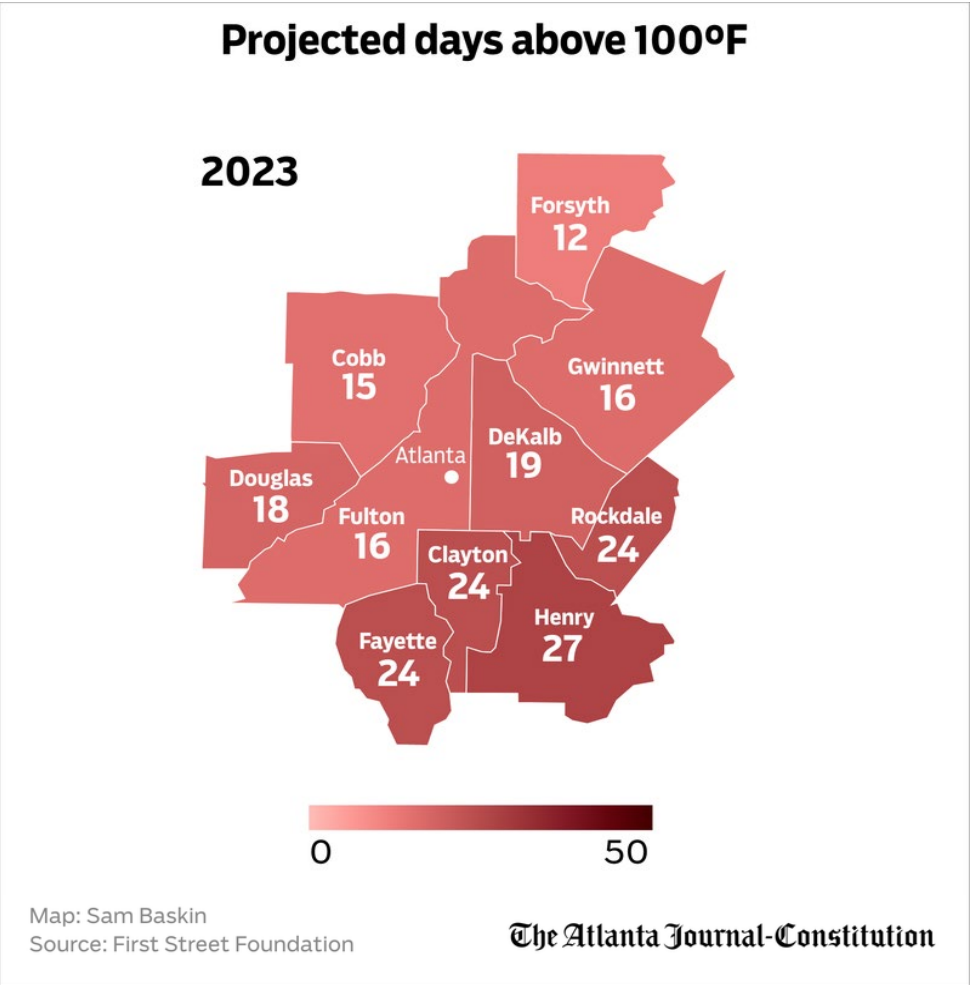 Projected days above 100ºF
2023
Forsyth
12
Cobb
15
Gwinnett
16
Atlanta
DeKalb
19
Douglas
18
Fulton
16
Rockdale
24
Clayton
24
Henry
27
Fayette
24
0
50
Map: Sam Baskin
Source: First Street Foundation
The Atlanta Journal-Constitution